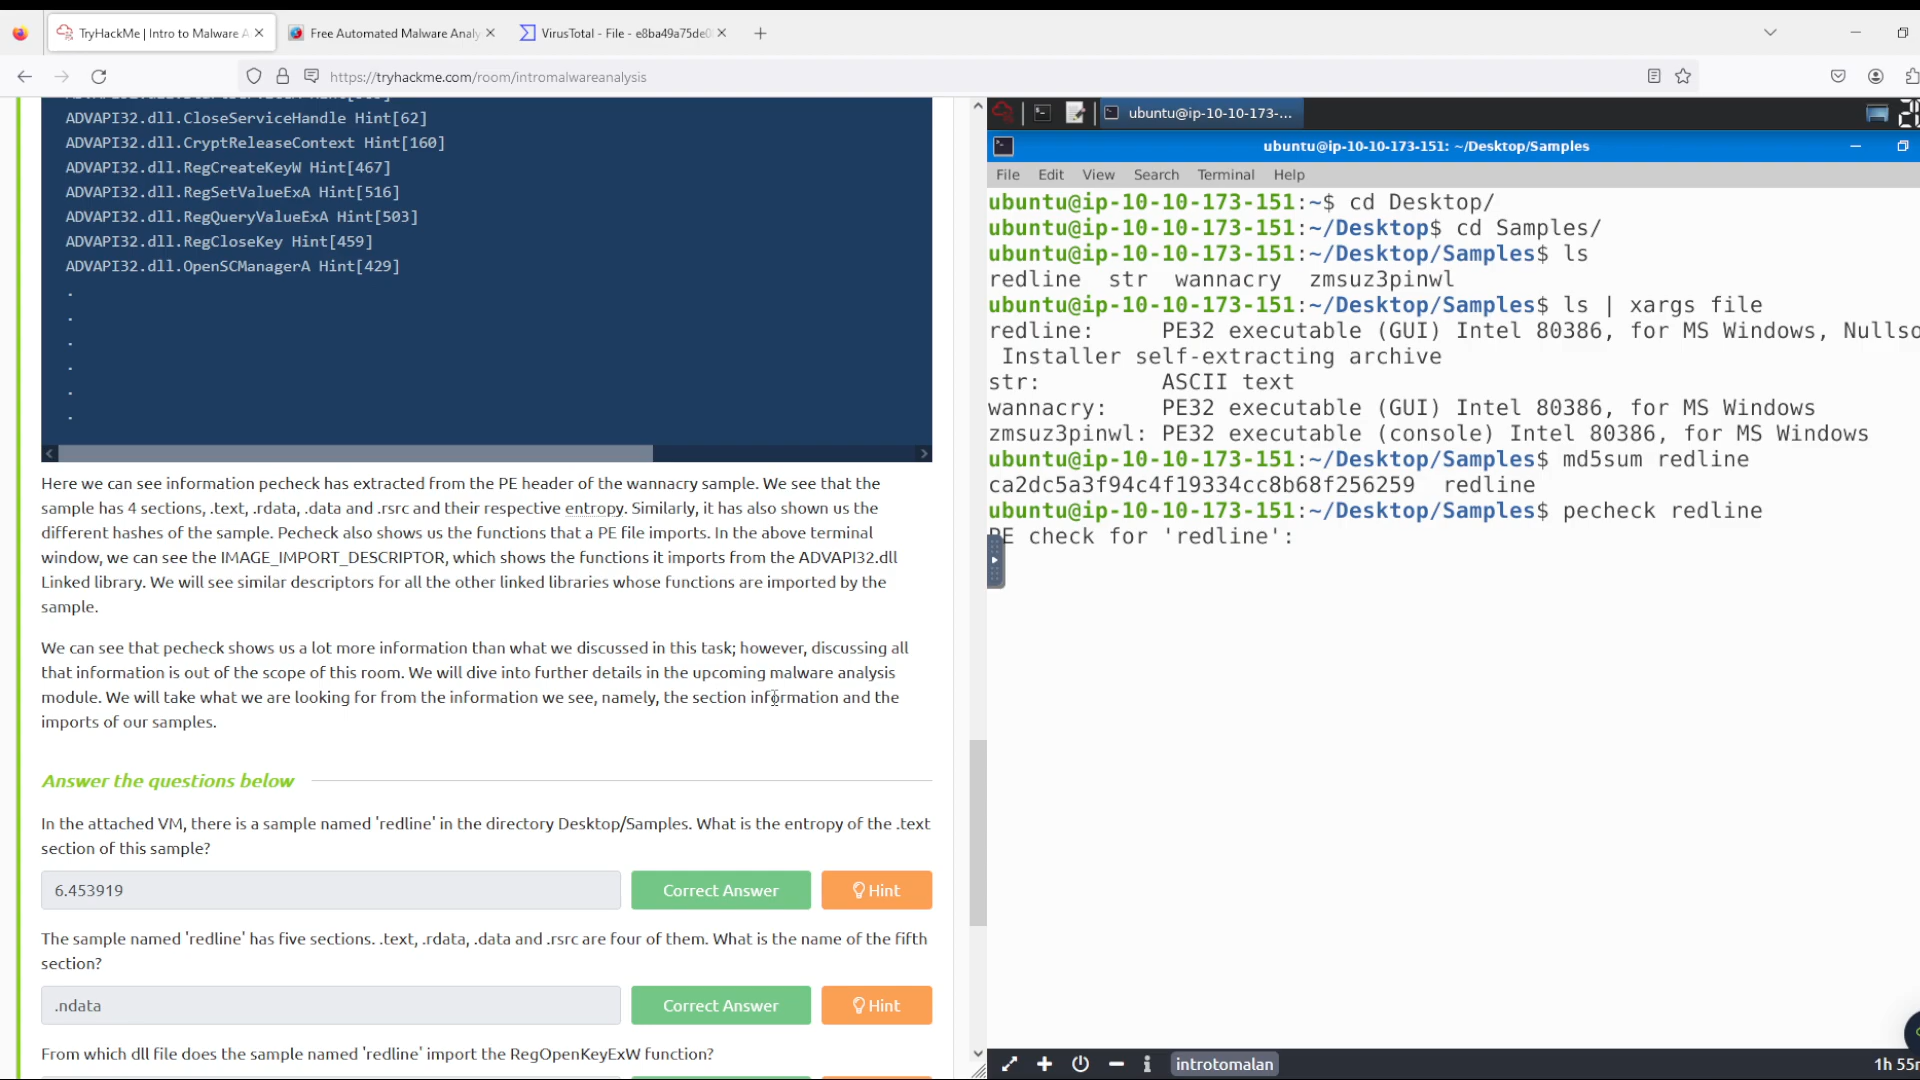 TryHackMe | Intro to Malware A
Free Automated Malware Analy
VirusTotal - File - e8ba49a75de0
https://tryhackme.com/room/intromalwareanalysis
ADVAPI32.dll.CloseServiceHandle Hint[62]
ADVAPI32.dll.CryptReleaseContext Hint[160]
ADVAPI32.dll.RegCreateKeyW Hint[467]
ADVAPI32.dll.RegSetValueExA Hint[516]
ADVAPI32.dll.RegQueryValueExA Hint[503]
ADVAPI32.dll.RegCloseKey Hint[459]
ADVAPI32.dll.OpenSCManagerA Hint[429]
.
.
.
.
.
.
Here we can see information pecheck has extracted from the PE header of the wannacry sample. We see that the
sample has 4 sections, .text, .rdata, .data and .rsrc and their respective entropy. Similarly, it has also shown us the
different hashes of the sample. Pecheck also shows us the functions that a PE file imports. In the above terminal
window, we can see the IMAGE_IMPORT_DESCRIPTOR, which shows the functions it imports from the ADVAPI32.dll
Linked library. We will see similar descriptors for all the other linked libraries whose functions are imported by the
sample.
We can see that pecheck shows us a lot more information than what we discussed in this task; however, discussing all
that information is out of the scope of this room. We will dive into further details in the upcoming malware analysis
module. We will take what we are looking for from the information we see, namely, the section information and the
imports of our samples.
Answer the questions below
In the attached VM, there is a sample named 'redline' in the directory Desktop/Samples. What is the entropy of the .text
section of this sample?
6.453919
Correct Answer
Hint
The sample named 'redline' has five sections. .text, .rdata, .data and .rsrc are four of them. What is the name of the fifth
section?
.ndata
Correct Answer
Hint
From which dll file does the sample named 'redline' import the RegOpenKeyExW function?
ubuntu@ip-10-10-173-...
ubuntu@ip-10-10-173-151: ~/Desktop/Samples
File Edit View Search Terminal Help
ubuntu@ip-10-10-173-151:~$ cd Desktop/
ubuntu@ip-10-10-173-151:~/Desktop$ cd Samples/
ubuntu@ip-10-10-173-151:~/Desktop/Samples$ ls
redline str wannacry zmsuz3pinwl
ubuntu@ip-10-10-173-151:~/Desktop/Samples$ ls | xargs file
redline: PE32 executable (GUI) Intel 80386, for MS Windows, Nullso
Installer self-extracting archive
str: ASCII text
wannacry: PE32 executable (GUI) Intel 80386, for MS Windows
zmsuz3pinwl: PE32 executable (console) Intel 80386, for MS Windows
ubuntu@ip-10-10-173-151:~/Desktop/Samples$ md5sum redline
ca2dc5a3f94c4f19334cc8b68f256259 redline
ubuntu@ip-10-10-173-151:~/Desktop/Samples$ pecheck redline
PE check for 'redline':
introtomalan
1h 55m